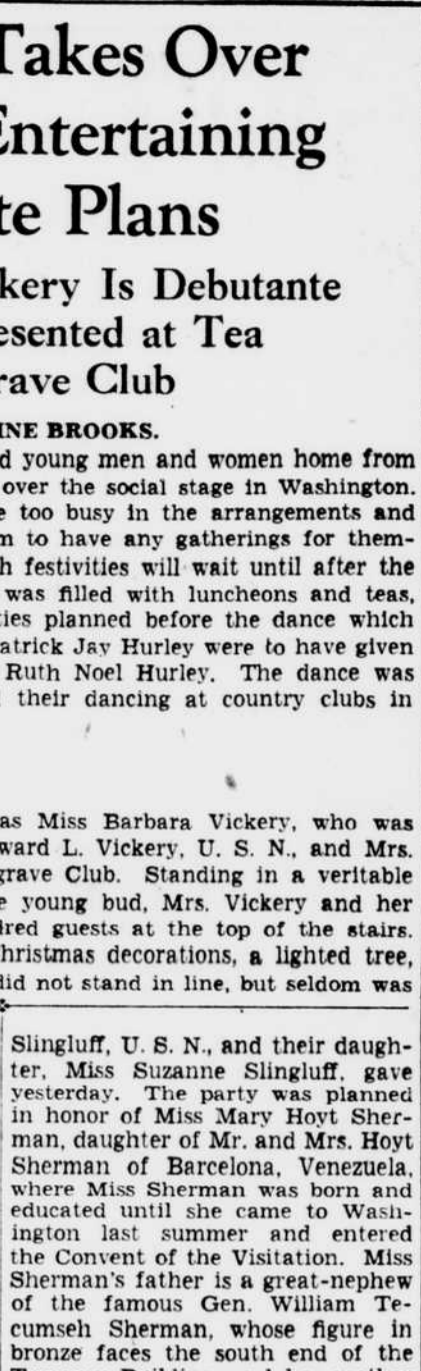 Takes Over
Entertaining
te Plans
kery Is Debutante
esented at Tea
rave Club
INE BROOKS.
d young men and women home from
over the social stage in Washington.
e too busy in the arrangements and
m to have any gatherings for them-
h festivities will wait until after the
was filled with luncheons and teas,
ties planned before the dance which
atrick Jay Hurley were to have given
Ruth Noel Hurley. The dance was
their dancing at country clubs in
as Miss Barbara Vickery, who was
ward L. Vickery, U. S. N., and Mrs.
grave Club. Standing in a veritable
e young bud, Mrs. Vickery and her
dred guests at the top of the stairs.
hristmas decorations, a lighted tree,
did not stand in line, but seldom was
Slingluff, U. S. N., and their daugh-
ter, Miss Suzanne Slingluff, gave
yesterday. The party was planned
in honor of Miss Mary Hoyt Sher-
man, daughter of Mr. and Mrs. Hoyt
Sherman of Barcelona, Venezuela,
where Miss Sherman was born and
educated until she came to Wash-
ington last summer and entered
the Convent of the Visitation. Miss
Sherman's father is a great-nephew
of the famous Gen. William Te-
cumseh Sherman, whose figure in
bronze faces the south end of the